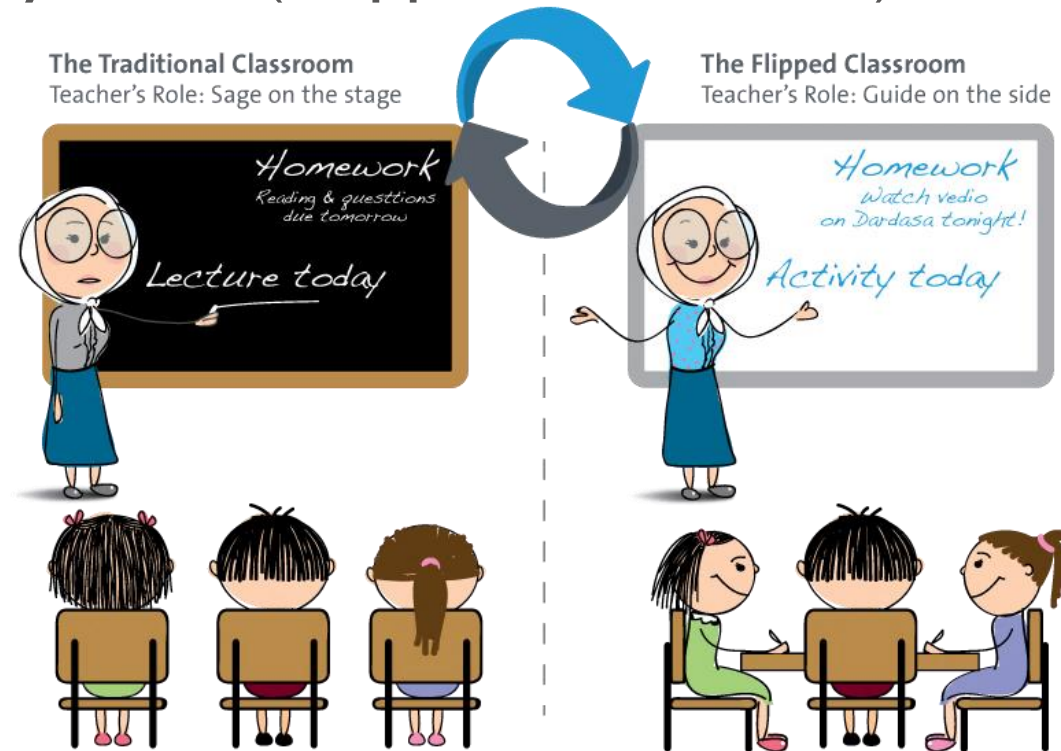 The Traditional Classroom
Teacher's Role: Sage on the stage
Homework
Reading & questtions
due tomorrow
Lecture today
The Flipped Classroom
Teacher's Role: Guide on the side
Homework
Watch vedio
on Dardasa tonight!
Activity today